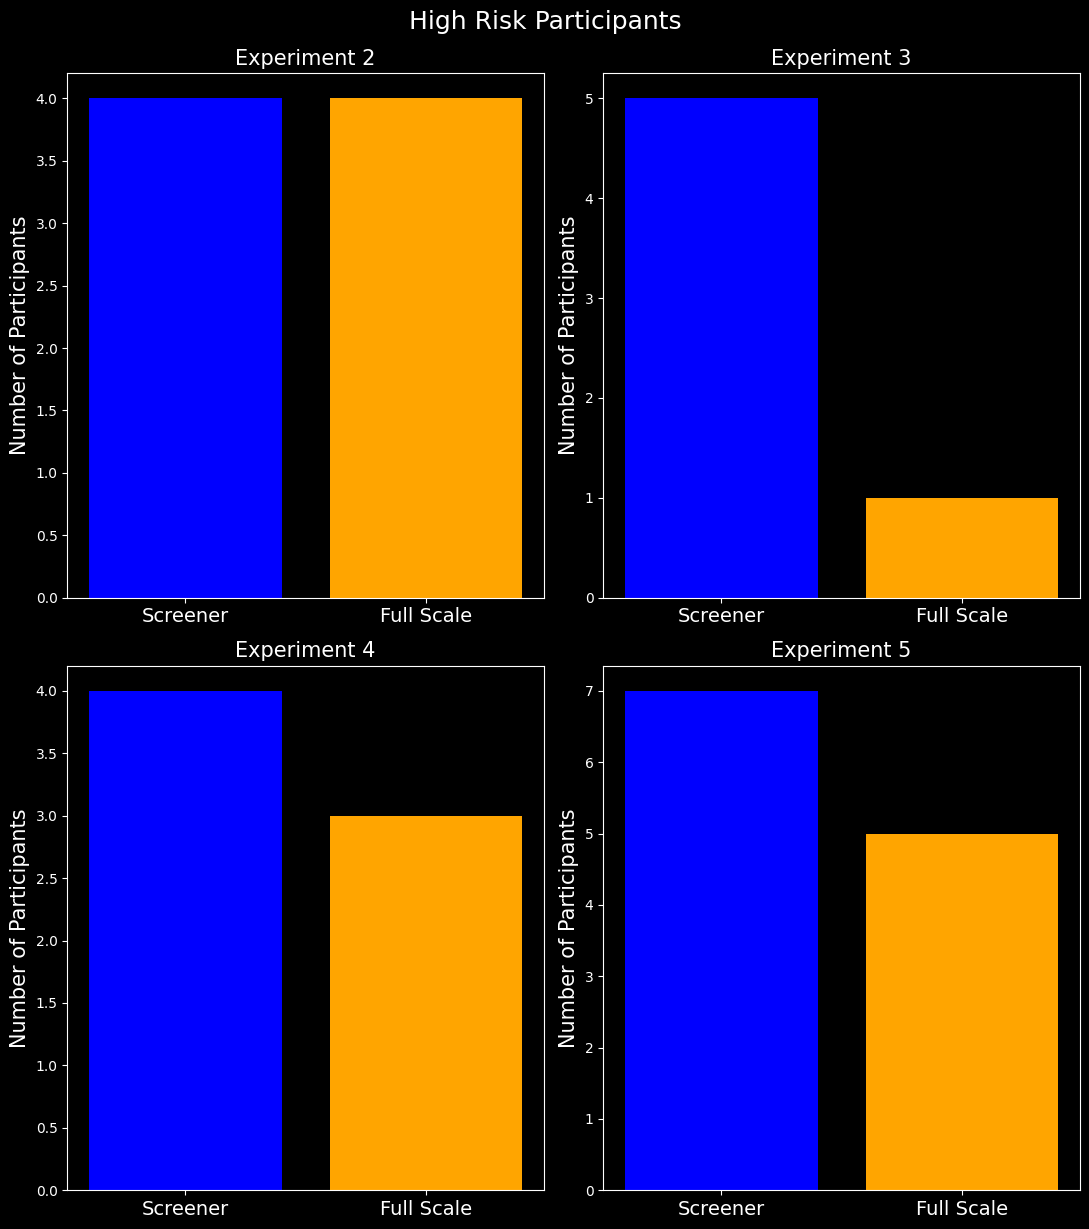 High Risk Participants
Experiment 2
Number of Participants
4.0
3.5
3.0
2.5
2.0
1.5
1.0
0.5
0.0
Screener Full Scale
Experiment 3
Number of Participants
5
4
3
2
1
0
Screener Full Scale
Experiment 4
Number of Participants
4.0
3.5
3.0
2.5
2.0
1.5
1.0
0.5
0.0
Screener Full Scale
Experiment 5
Number of Participants
7
6
5
4
3
2
1
0
Screener Full Scale